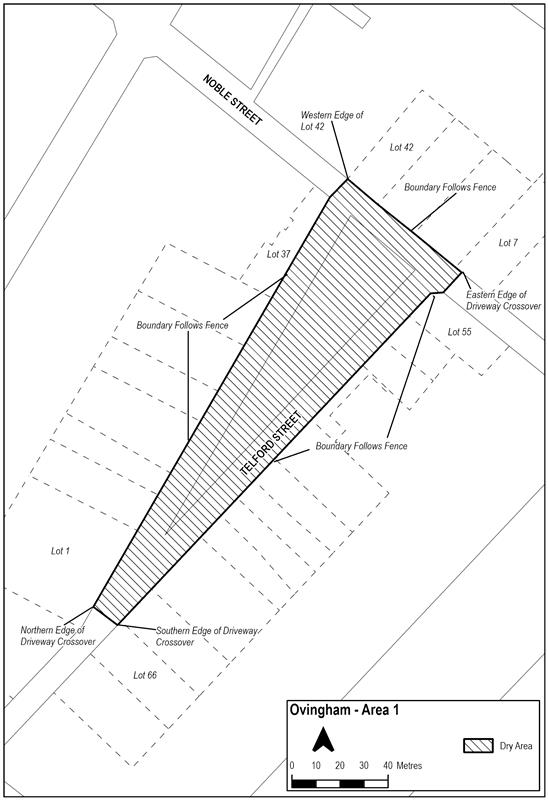 NOBLE STREET
Western Edge of
Lot 42
Lot 42
Boundary Follows Fence
Lot 7
Lot 37
Eastern Edge of
Driveway Crossover
Boundary Follows Fence
Lot 55
TELFORD STREET
Boundary Follows Fence
Lot 1
Northern Edge of
Driveway Crossover
Southern Edge of Driveway
Crossover
Lot 66
Ovingham - Area 1
Dry Area
0 10 20 30 40 Metres